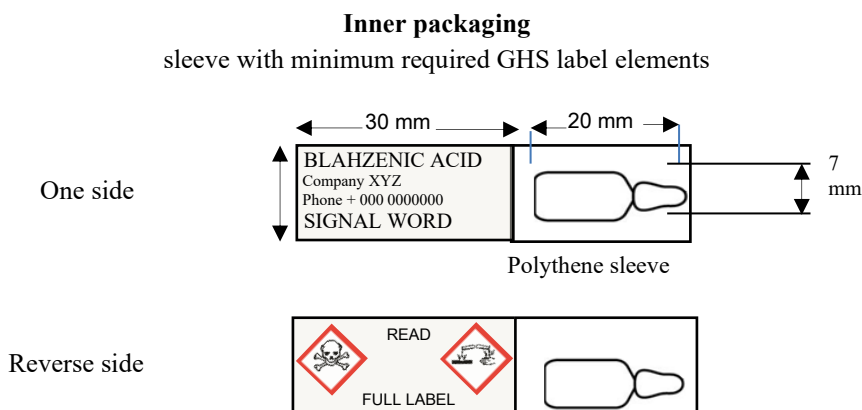 Inner packaging
sleeve with minimum required GHS label elements
30 mm
20 mm
One side
BLAHZENIC ACID
Company XYZ
Phone + 000 0000000
SIGNAL WORD
7
mm
Polythene sleeve
Reverse side
READ
FULL LABEL